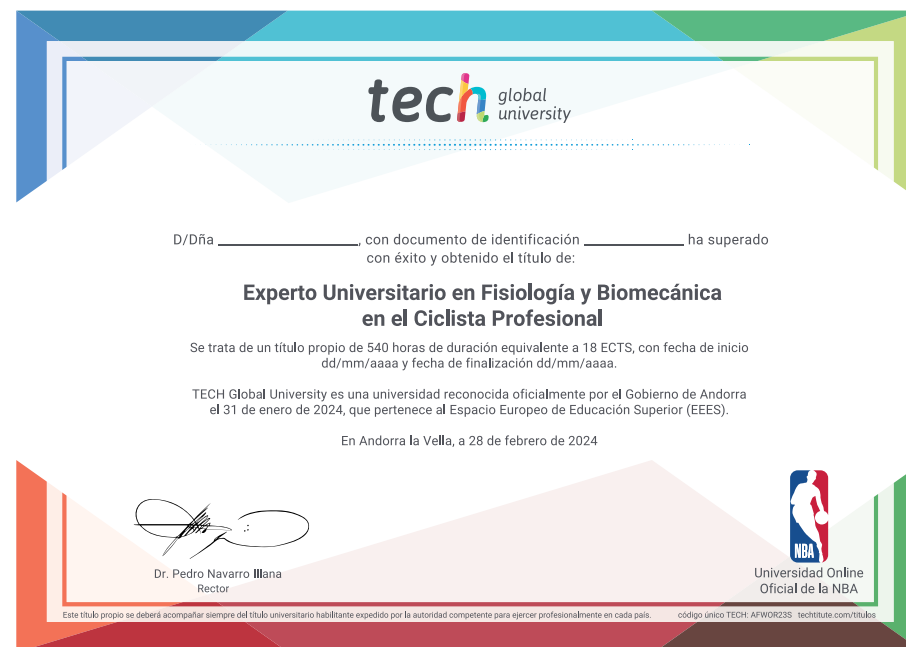 tech global
university
D/Dña ____________________, con documento de identificación ______________ ha superado
con éxito y obtenido el título de:
Experto Universitario en Fisiología y Biomecánica
en el Ciclista Profesional
Se trata de un título propio de 540 horas de duración equivalente a 18 ECTS, con fecha de inicio
dd/mm/aaaa y fecha de finalización dd/mm/aaaa.
TECH Global University es una universidad reconocida oficialmente por el Gobierno de Andorra
el 31 de enero de 2024, que pertenece al Espacio Europeo de Educación Superior (EEES).
En Andorra la Vella, a 28 de febrero de 2024
Dr. Pedro Navarro Illana
Rector
NBA
Universidad Online
Oficial de la NBA
Este título propio se deberá acompañar siempre del título universitario habilitante expedido por la autoridad competente para ejercer profesionalmente en cada país.
código único TECH: AFWOR23S techtitute.com/titulos